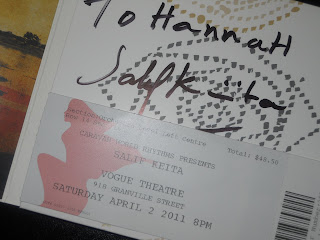 To HannaH
Salif Keita
Total: $48.50
PRESENTS
SALIF KEITA
VOGUE THEATRE
918 GRANVILLE STREET
SATURDAY APRIL 2 2011 8PM